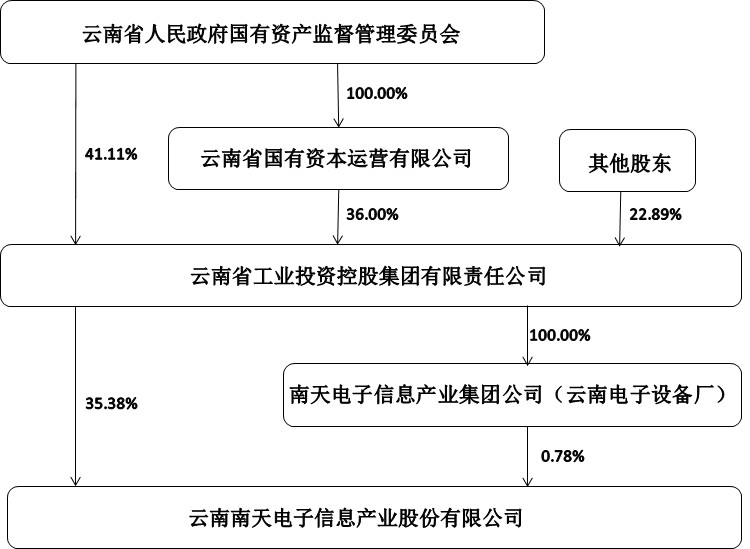 云南省人民政府国有资产监督管理委员会
100.00%
41.11%
云南省国有资本运营有限公司
其他股东
36.00%
22.89%
云南省工业投资控股集团有限责任公司
100.00%
南天电子信息产业集团公司（云南电子设备厂）
35.38%
0.78%
云南南天电子信息产业股份有限公司